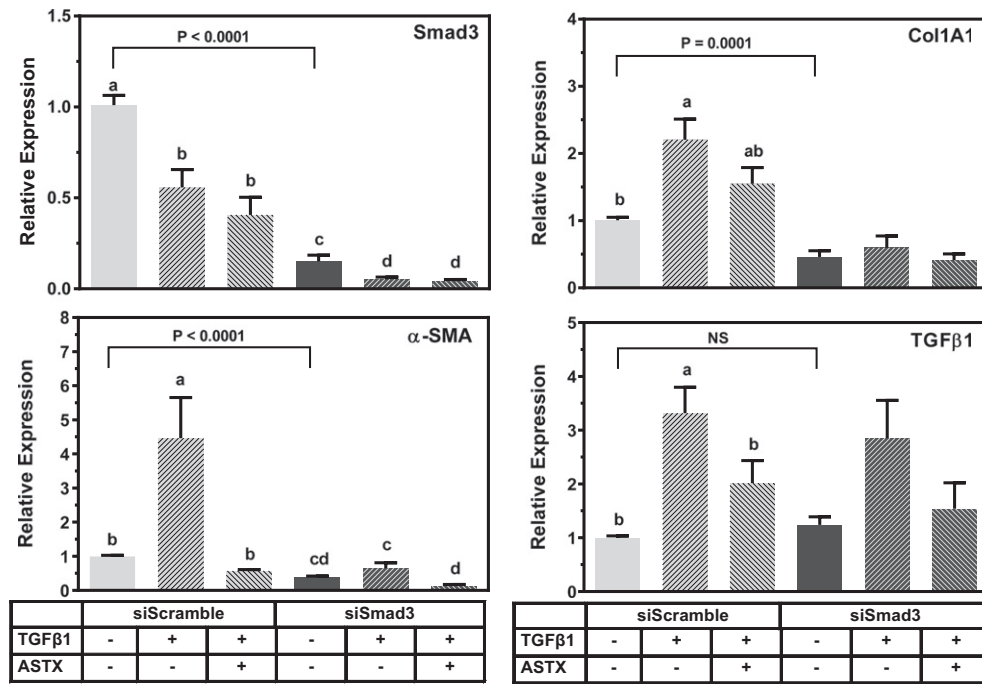 Smad3
P < 0.0001
Relative Expression
1.5
1.0
0.5
0.0
a
b
b
c
d
d
Col1A1
P = 0.0001
Relative Expression
4
3
2
1
0
b
a
ab
α-SMA
P < 0.0001
Relative Expression
8
7
6
5
4
3
2
1
0
b
a
b
cd
c
d
TGFβ1
NS
Relative Expression
5
4
3
2
1
0
b
a
b
siScramble siSmad3
TGFβ1 - + + - + +
ASTX - - + - - +
siScramble siSmad3
TGFβ1 - + + - + +
ASTX - - + - - +